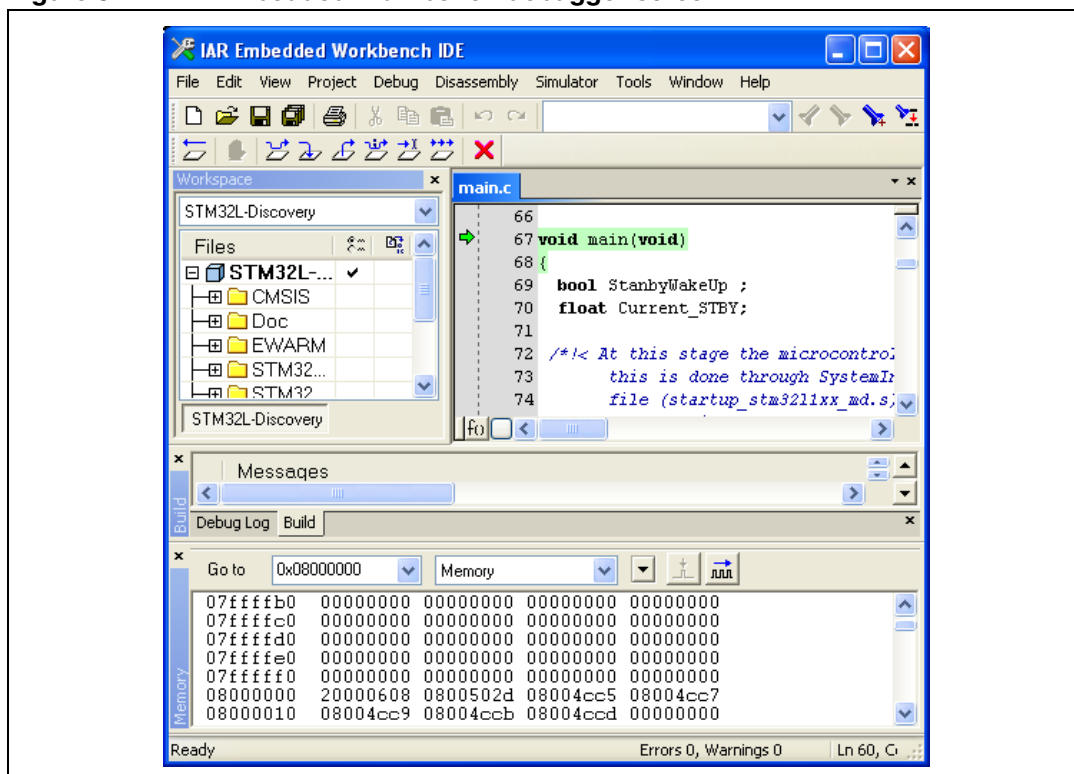 IAR Embedded Workbench IDE
File Edit View Project Debug Disassembly Simulator Tools Window Help
Workspace
STM32L-Discovery
Files
STM32L-...
CMSIS
Doc
EWARM
STM32...
STM32
STM32L-Discovery
main.c
66
67 void main(void)
68 {
69 bool StanbyWakeUp ;
70 float Current_STBY;
71
72 /*!< At this stage the microcontrol
73 this is done through SystemIn
74 file (startup_stm32l1xx_md.s)
f()
Messages
Build
Debug Log Build
Go to 0x08000000 Memory
Memory
07ffffb0 00000000 00000000 00000000 00000000
07ffffc0 00000000 00000000 00000000 00000000
07ffffd0 00000000 00000000 00000000 00000000
07ffffe0 00000000 00000000 00000000 00000000
07fffff0 00000000 00000000 00000000 00000000
08000000 20000608 0800502d 08004cc5 08004cc7
08000010 08004cc9 08004ccb 08004ccd 00000000
Ready Errors 0, Warnings 0 Ln 60, C